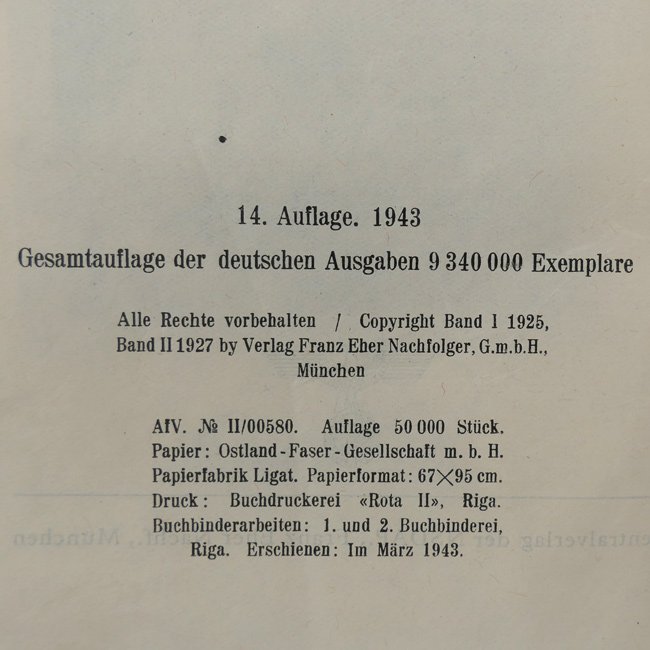 14. Auflage. 1943
Gesamtauflage der deutschen Ausgaben 9 340 000 Exemplare
Alle Rechte vorbehalten / Copyright Band I 1925,
Band II 1927 by Verlag Franz Eher Nachfolger, G.m.b.H.,
München
AfV. № II/00580. Auflage 50 000 Stück.
Papier: Ostland-Faser-Gesellschaft m. b. H.
Papierfabrik Ligat. Papierformat: 67×95 cm.
Druck: Buchdruckerei «Rota II», Riga.
Buchbinderarbeiten: 1. und 2. Buchbinderei,
Riga. Erschienen: Im März 1943.